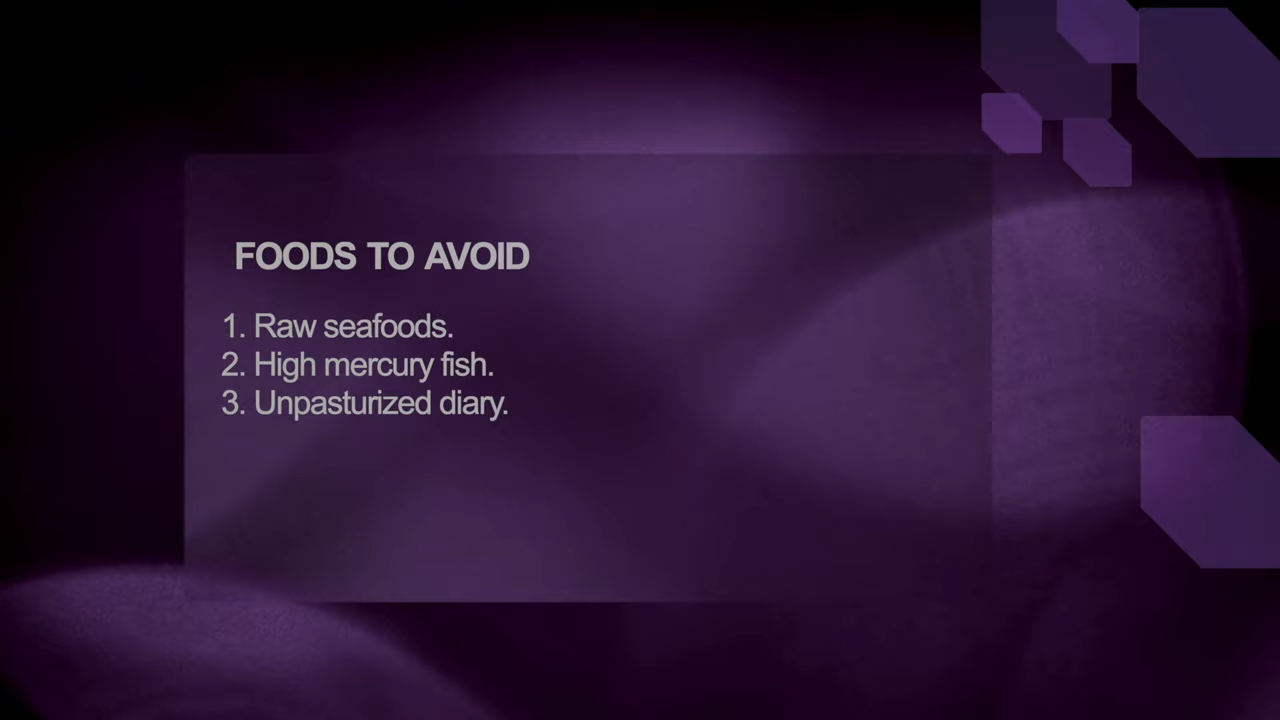 FOODS TO AVOID
1. Raw seafoods.
2. High mercury fish.
3. Unpasturized diary.